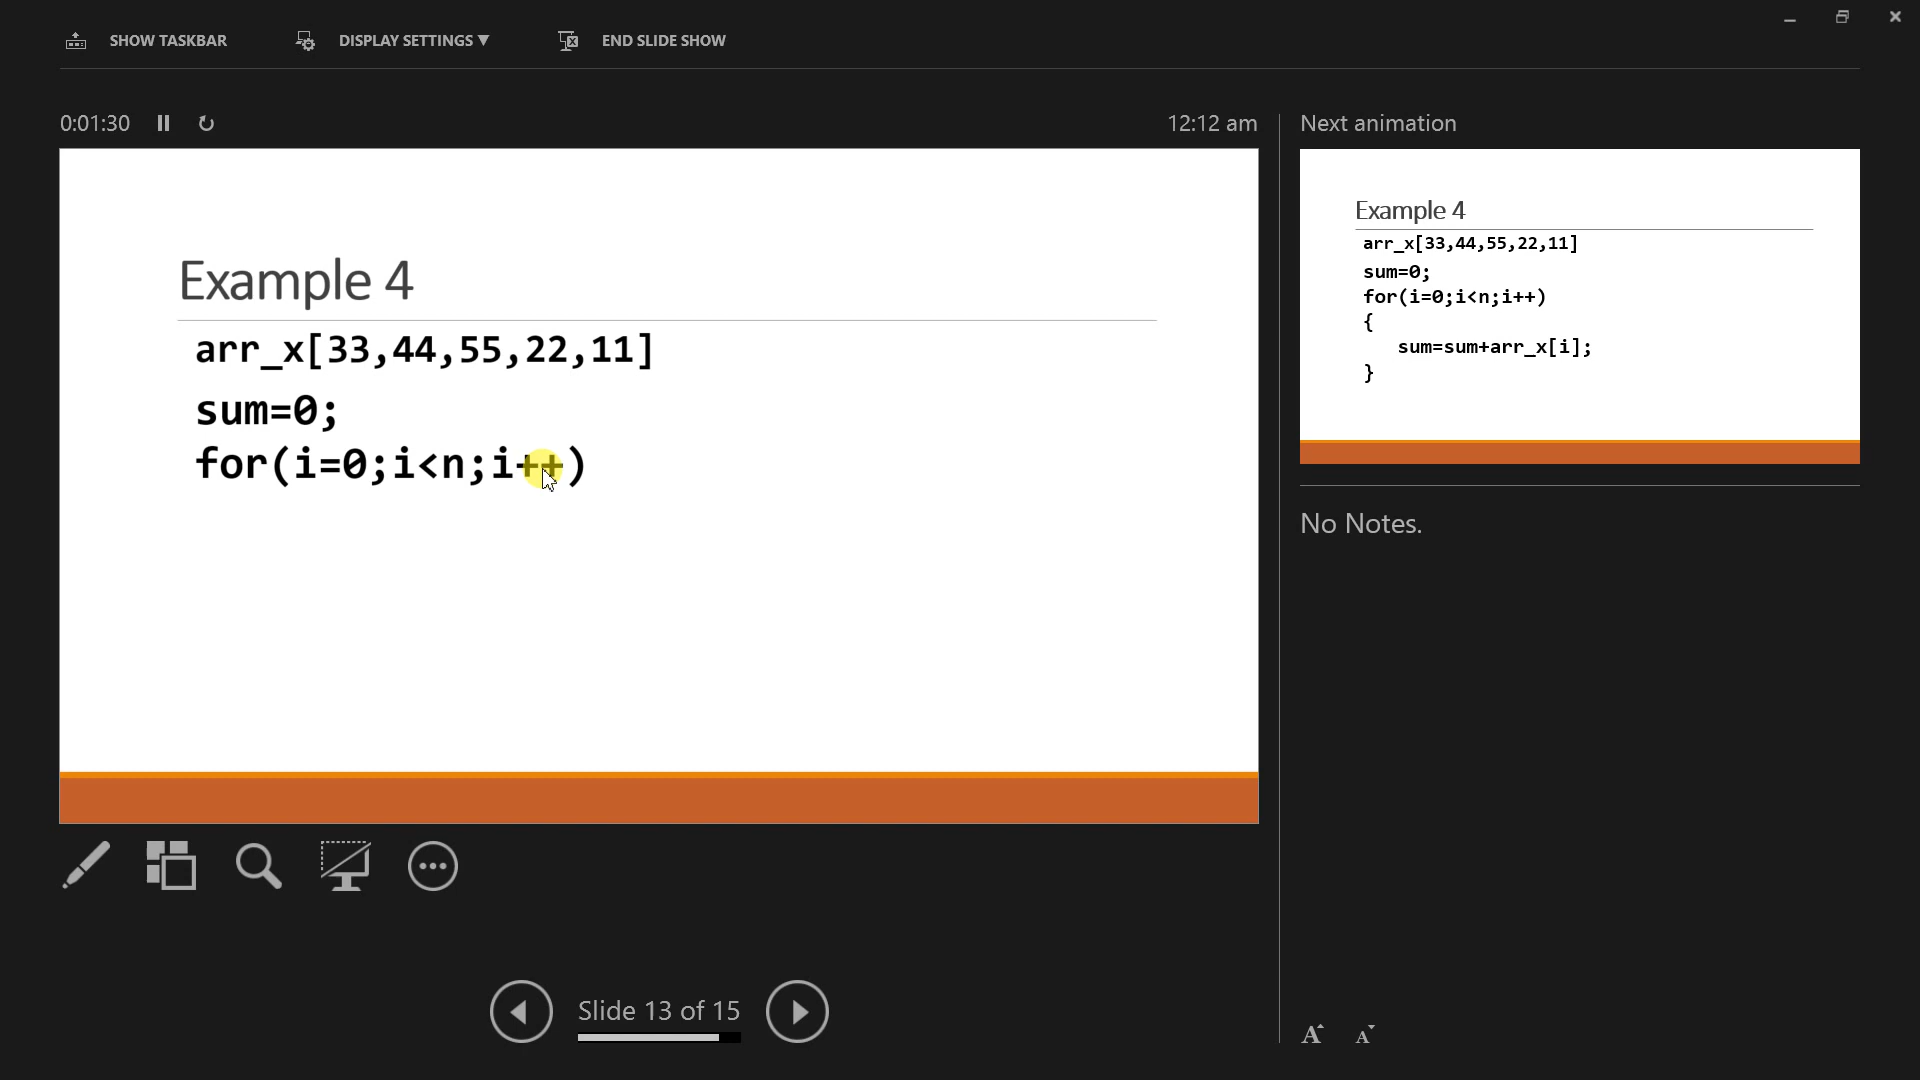 SHOW TASKBAR
DISPLAY SETTINGS ▼
END SLIDE SHOW
0:01:30
12:12 am
Example 4
arr_x[33,44,55,22,11]
sum=0;
for(i=0;i<n;i++)
Next animation
Example 4
arr_x[33,44,55,22,11]
sum=0;
for(i=0;i<n;i++)
{
sum=sum+arr_x[i];
}
No Notes.
Slide 13 of 15
A A